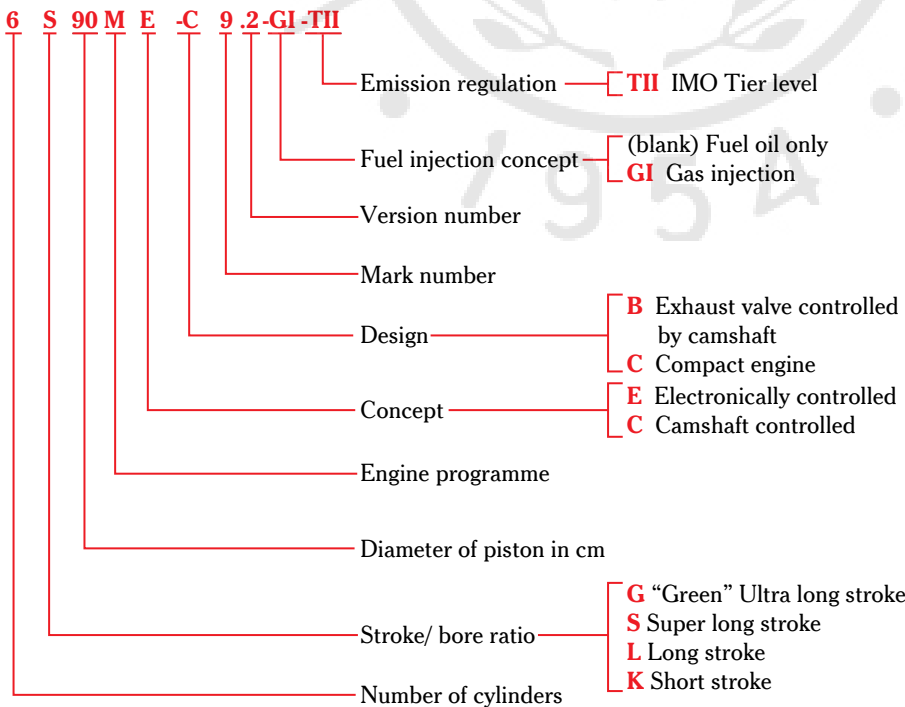 6 S 90 M E -C 9 .2 -GI -TII
Emission regulation
TII IMO Tier level
Fuel injection concept
(blank) Fuel oil only
GI Gas injection
Version number
Mark number
Design
B Exhaust valve controlled
by camshaft
C Compact engine
Concept
E Electronically controlled
C Camshaft controlled
Engine programme
Diameter of piston in cm
Stroke/ bore ratio
G “Green” Ultra long stroke
S Super long stroke
L Long stroke
K Short stroke
Number of cylinders
1954